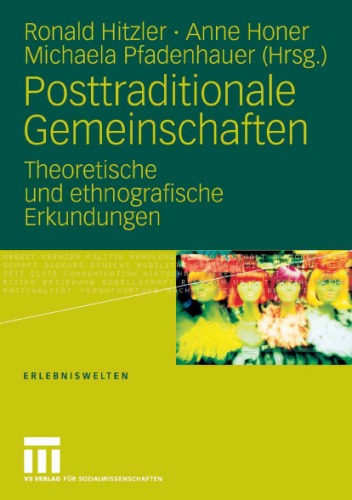 Ronald Hitzler · Anne Honer
Michaela Pfadenhauer (Hrsg.)
Posttraditionale
Gemeinschaften
Theoretische
und ethnografische
Erkundungen
ERLEBNISWELTEN
VS VERLAG FÜR SOZIALWISSENSCHAFTEN